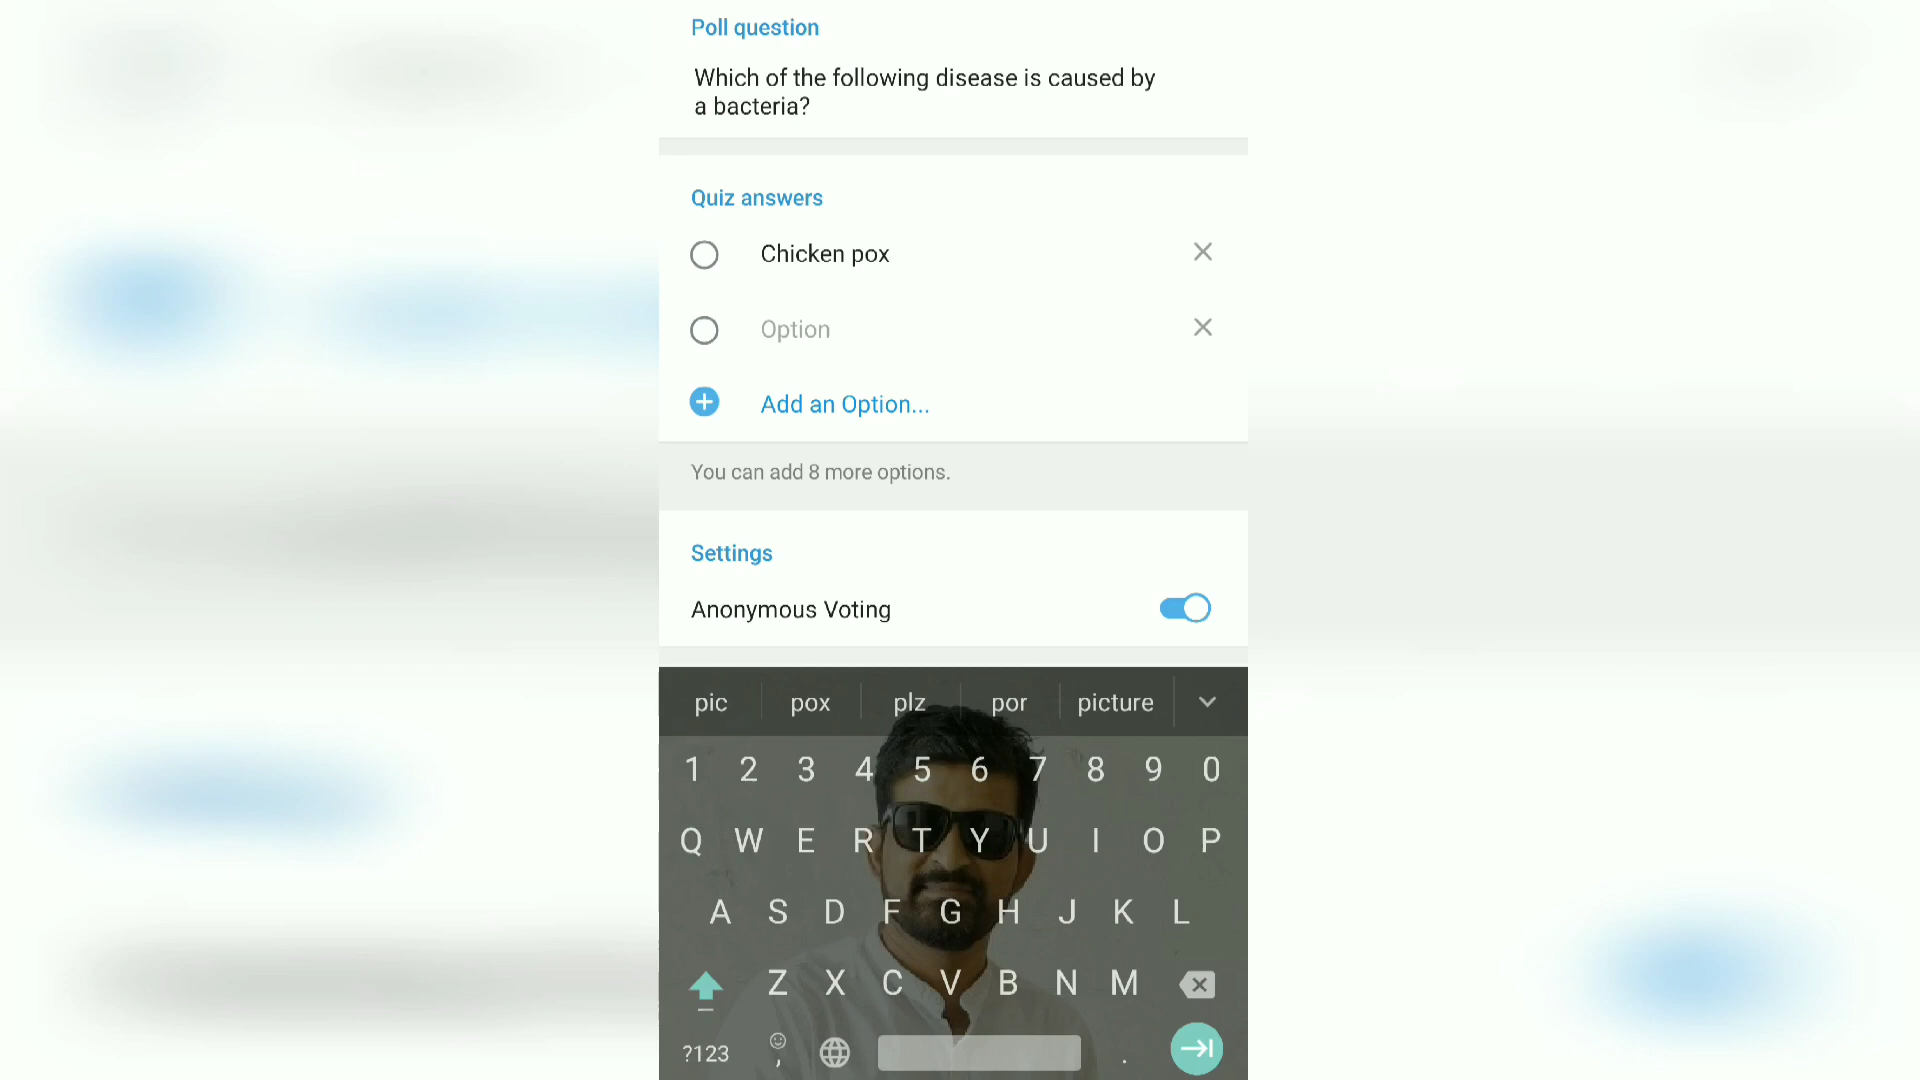 Poll question
Which of the following disease is caused by
a bacteria?
Quiz answers
Chicken pox
Option
Add an Option...
You can add 8 more options.
Settings
Anonymous Voting
pic pox plz por picture
1 2 3 4 5 6 7 8 9 0
Q W E R T Y U I O P
A S D F G H J K L
Z X C V B N M
?123 , .